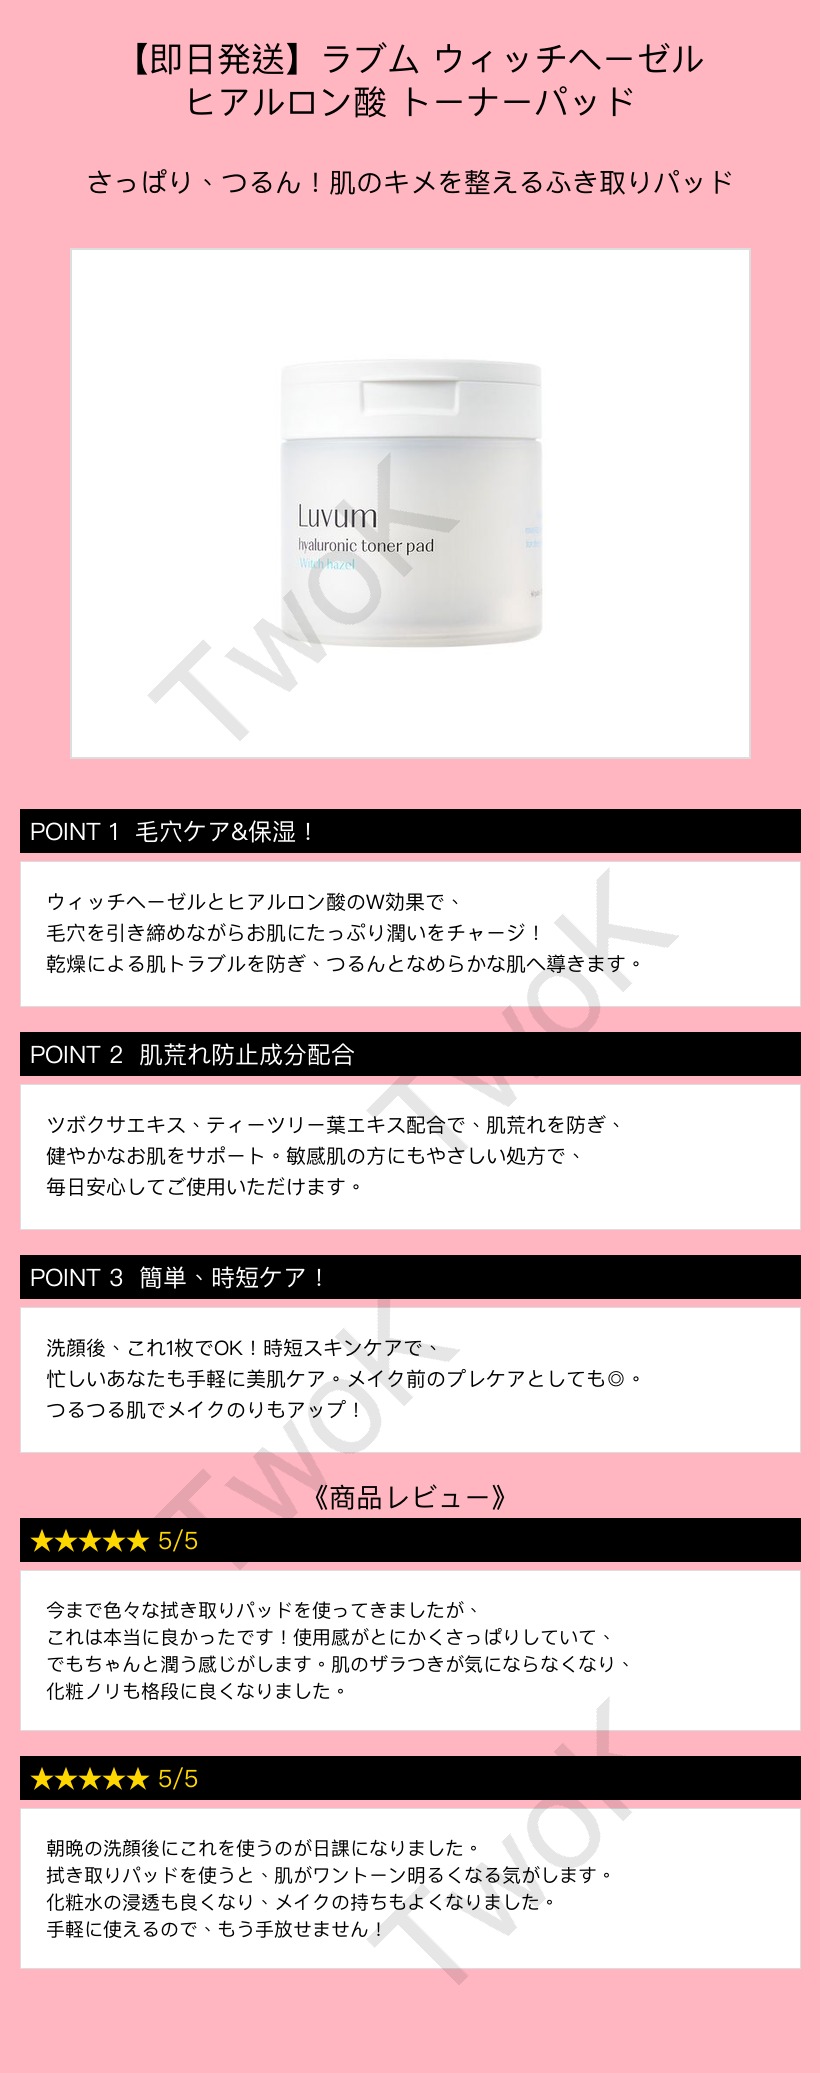 【即日発送】ラブム ウィッチヘーゼル
ヒアルロン酸 トーナーパッド
さっぱり、つるん！肌のキメを整えるふき取りパッド
Luvum
hyaluronic toner pad
Witch hazel
TwoK
POINT 1 毛穴ケア&保湿！
ウィッチヘーゼルとヒアルロン酸のW効果で、
毛穴を引き締めながらお肌にたっぷり潤いをチャージ！
乾燥による肌トラブルを防ぎ、つるんとなめらかな肌へ導きます。
TwoK
POINT 2 肌荒れ防止成分配合
ツボクサエキス、ティーツリー葉エキス配合で、肌荒れを防ぎ、
健やかなお肌をサポート。敏感肌の方にもやさしい処方で、
毎日安心してご使用いただけます。
POINT 3 簡単、時短ケア！
洗顔後、これ1枚でOK！時短スキンケアで、
忙しいあなたも手軽に美肌ケア。メイク前のプレケアとしても◎。
つるつる肌でメイクのりもアップ！
TwoK
《商品レビュー》
★★★★★ 5/5
今まで色々な拭き取りパッドを使ってきましたが、
これは本当に良かったです！使用感がとにかくさっぱりしていて、
でもちゃんと潤う感じがします。肌のザラつきが気にならなくなり、
化粧ノリも格段に良くなりました。
★★★★★ 5/5
朝晩の洗顔後にこれを使うのが日課になりました。
拭き取りパッドを使うと、肌がワントーン明るくなる気がします。
化粧水の浸透も良くなり、メイクの持ちもよくなりました。
手軽に使えるので、もう手放せません！
TwoK